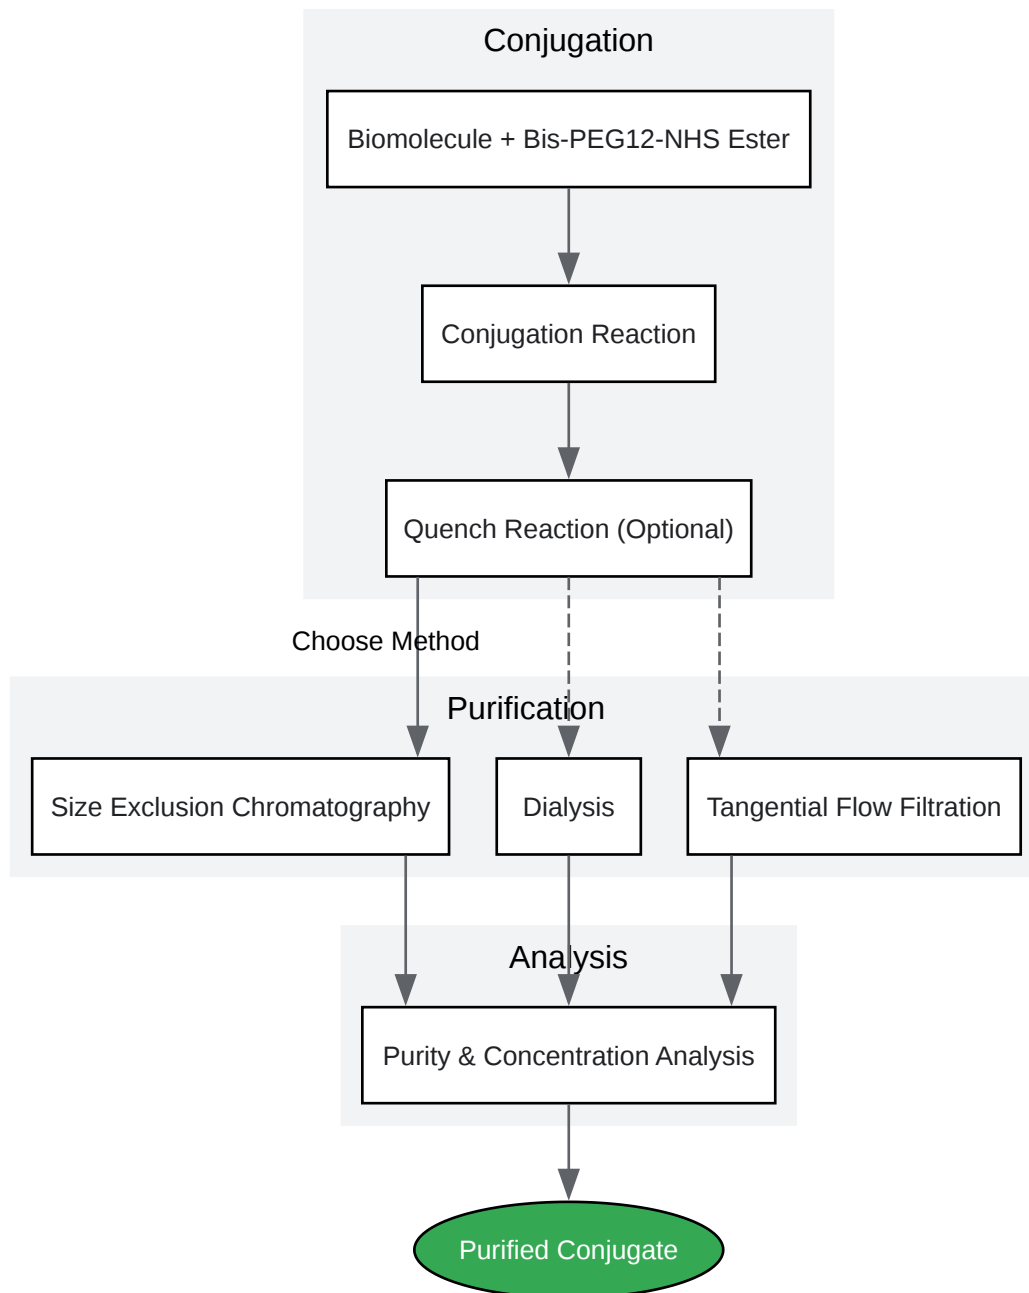 Conjugation
Biomolecule + Bis-PEG12-NHS Ester
Conjugation Reaction
Quench Reaction (Optional)
Choose Method
Purification
Size Exclusion Chromatography
Dialysis
Tangential Flow Filtration
Analysis
Purity & Concentration Analysis
Purified Conjugate